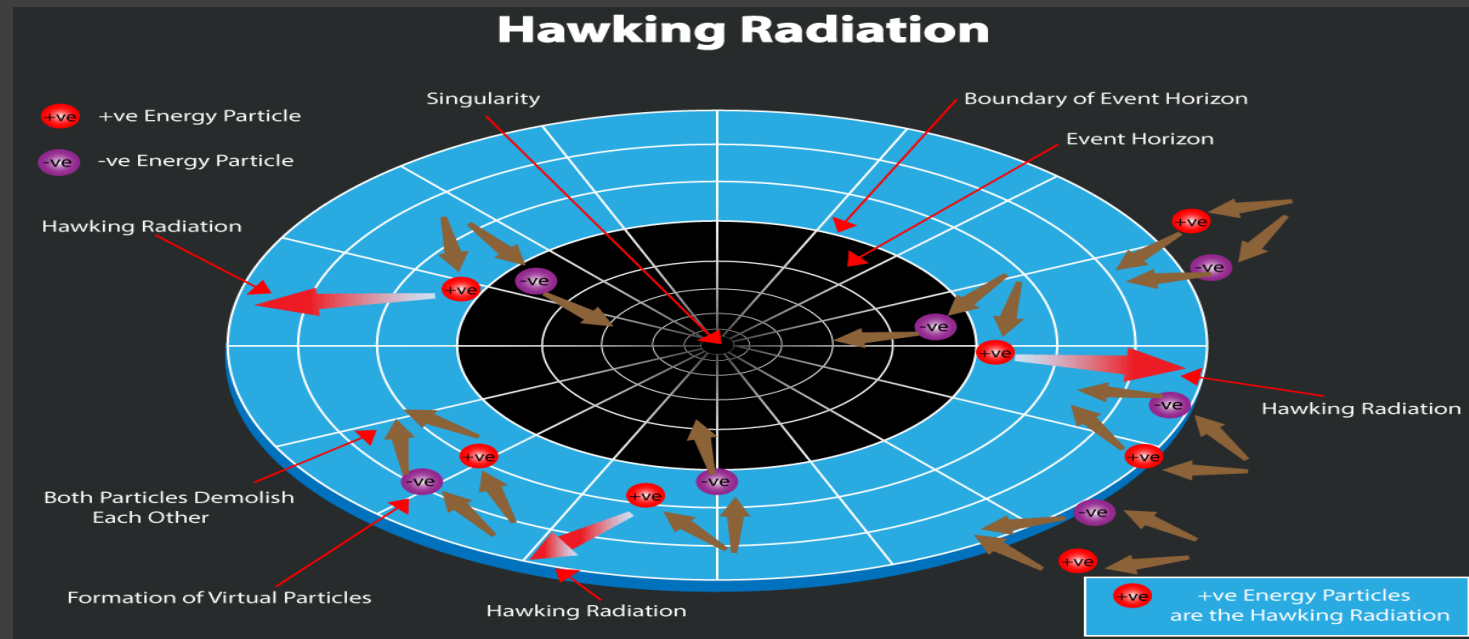 Hawking Radiation
Singularity
Boundary of Event Horizon
+ve +ve Energy Particle
Event Horizon
-ve -ve Energy Particle
Hawking Radiation
+ve
-ve
+ve
-ve
-ve
+ve
-ve
Hawking Radiation
+ve
+ve
-ve
-ve
+ve
Both Particles Demolish
Each Other
-ve
+ve
Formation of Virtual Particles
Hawking Radiation
+ve +ve Energy Particles
are the Hawking Radiation